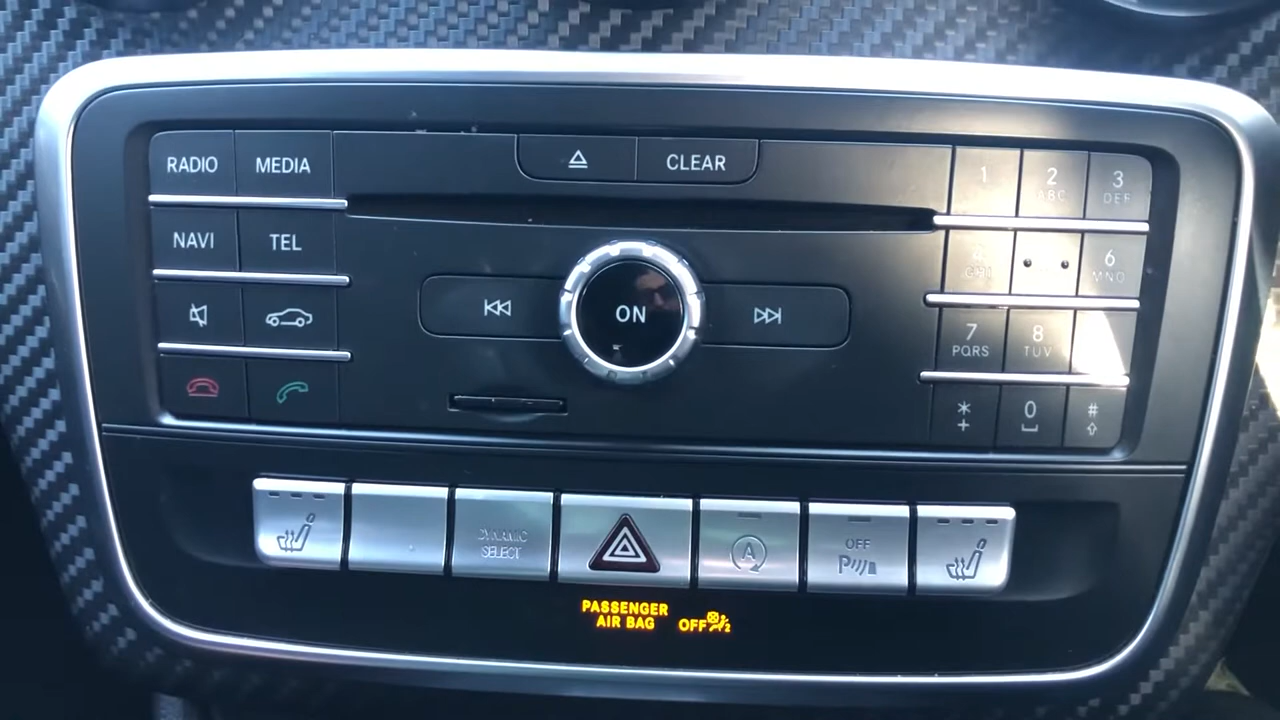 RADIO MEDIA CLEAR 1 2 3
ABC DEF
NAVI TEL
GHI 6
MNO
ON
7 8
PQRS TUV
* 0 #
+
DYNAMIC
SELECT
A
OFF
P
PASSENGER
AIR BAG OFF 2